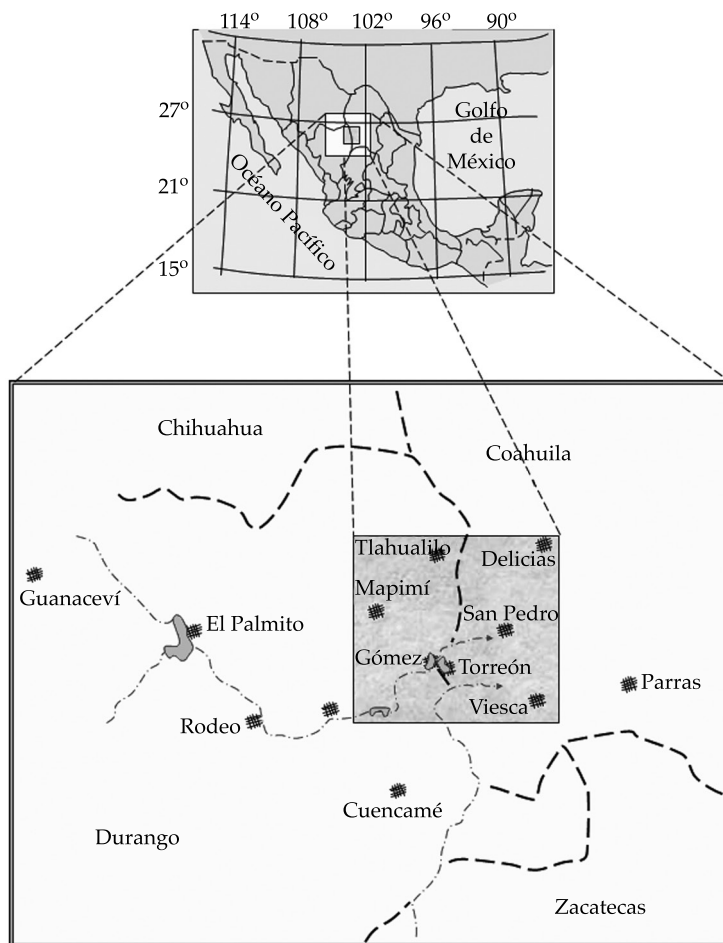 114º 108º 102º 96º 90º
27º
Golfo
de
México
21º
Océano Pacífico
15º
Chihuahua
Coahuila
Tlahualilo
Delicias
Guanaceví
Mapimí
San Pedro
El Palmito
Gómez
Torreón
Parras
Rodeo
Viesca
Cuencamé
Durango
Zacatecas